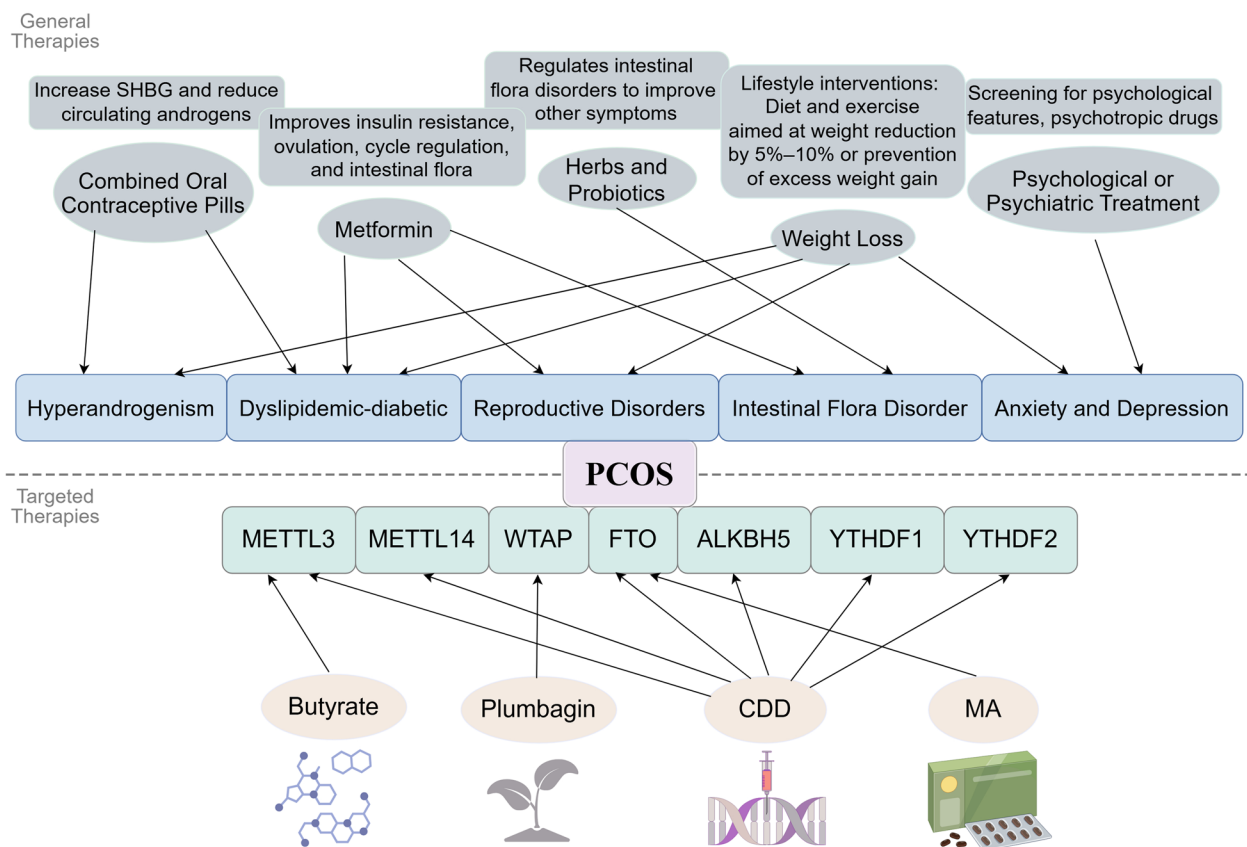 General
Therapies
Increase SHBG and reduce
circulating androgens
Improves insulin resistance,
ovulation, cycle regulation,
and intestinal flora
Regulates intestinal
flora disorders to improve
other symptoms
Lifestyle interventions:
Diet and exercise
aimed at weight reduction
by 5%–10% or prevention
of excess weight gain
Screening for psychological
features, psychotropic drugs
Combined Oral
Contraceptive Pills
Metformin
Herbs and
Probiotics
Weight Loss
Psychological or
Psychiatric Treatment
Hyperandrogenism
Dyslipidemic-diabetic
Reproductive Disorders
Intestinal Flora Disorder
Anxiety and Depression
PCOS
Targeted
Therapies
METTL3
METTL14
WTAP
FTO
ALKBH5
YTHDF1
YTHDF2
Butyrate
Plumbagin
CDD
MA